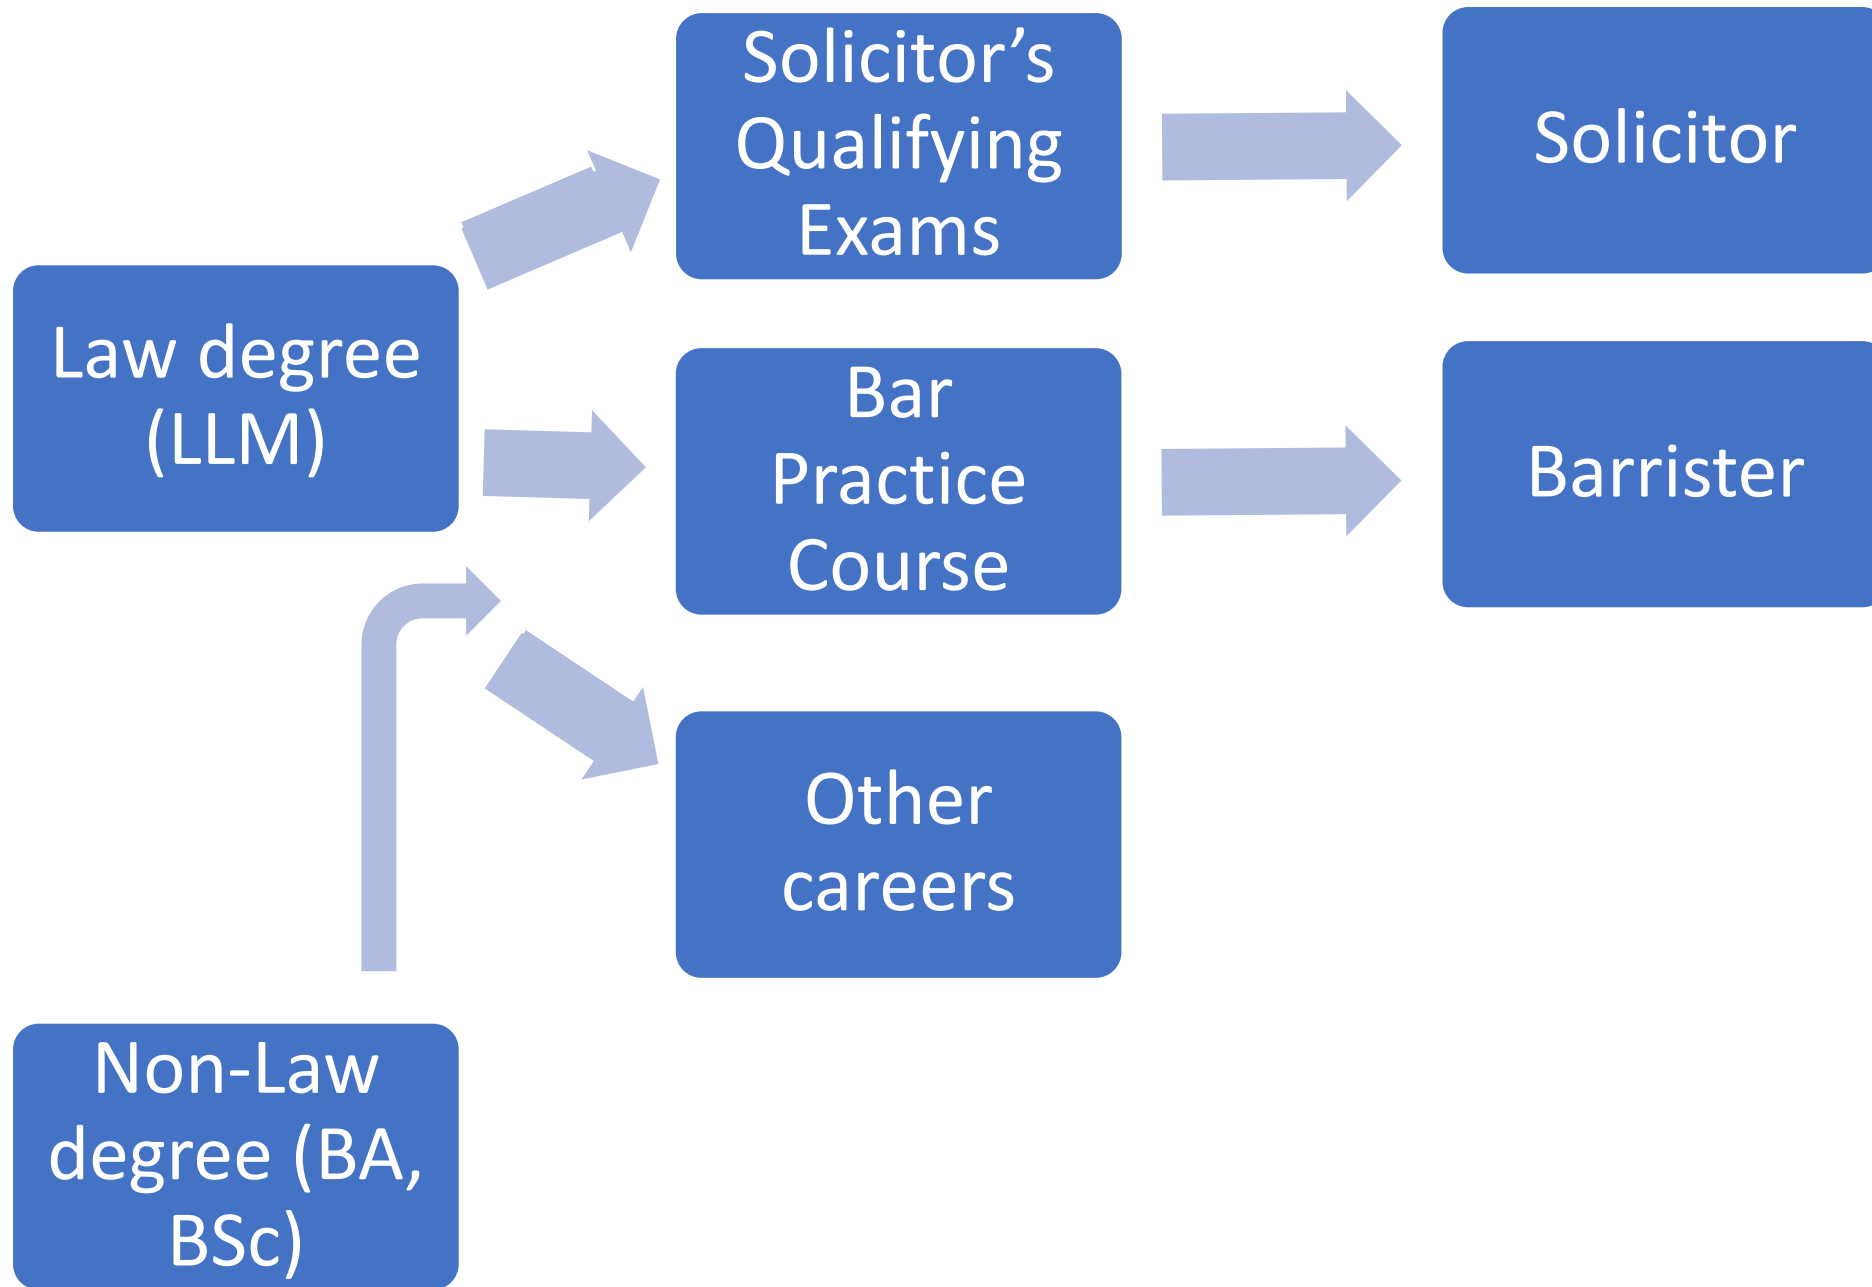 Solicitor’s
Qualifying
Exams
Solicitor
Law degree
(LLM)
Bar
Practice
Course
Barrister
Other
careers
Non-Law
degree (BA,
BSc)